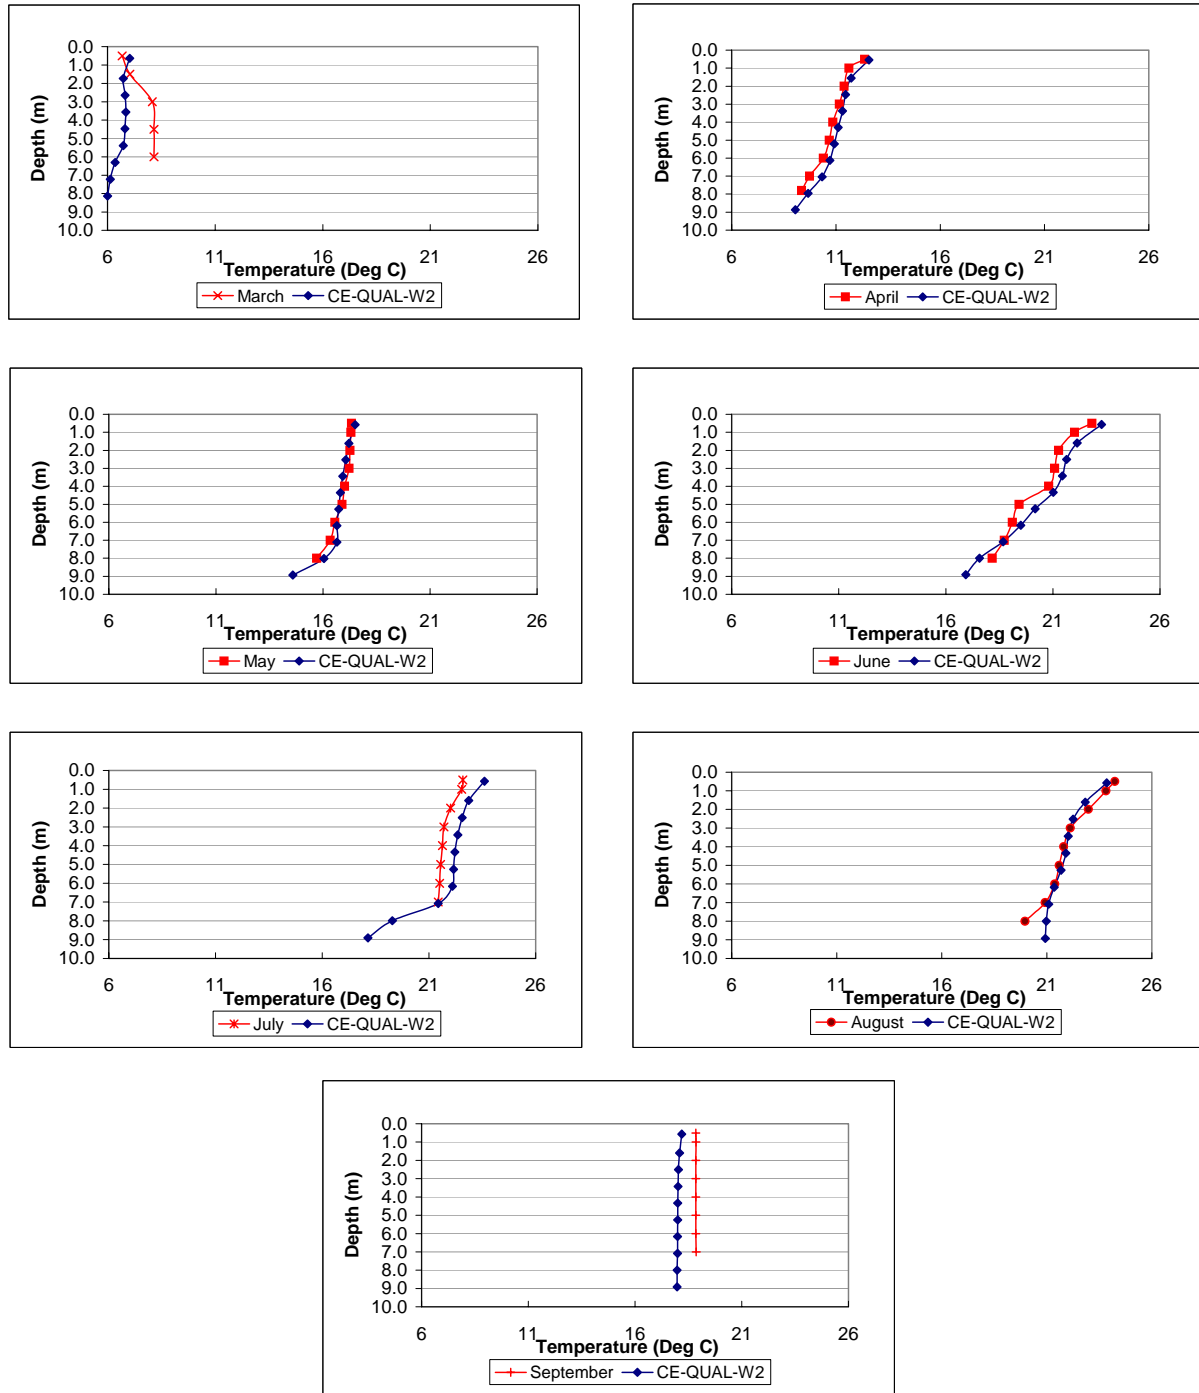 0.0
1.0
2.0
3.0
4.0
5.0
6.0
7.0
8.0
9.0
10.0
Depth (m)
6 11 16 21 26
Temperature (Deg C)
March CE-QUAL-W2
0.0
1.0
2.0
3.0
4.0
5.0
6.0
7.0
8.0
9.0
10.0
Depth (m)
6 11 16 21 26
Temperature (Deg C)
April CE-QUAL-W2
0.0
1.0
2.0
3.0
4.0
5.0
6.0
7.0
8.0
9.0
10.0
Depth (m)
6 11 16 21 26
Temperature (Deg C)
May CE-QUAL-W2
0.0
1.0
2.0
3.0
4.0
5.0
6.0
7.0
8.0
9.0
10.0
Depth (m)
6 11 16 21 26
Temperature (Deg C)
June CE-QUAL-W2
0.0
1.0
2.0
3.0
4.0
5.0
6.0
7.0
8.0
9.0
10.0
Depth (m)
6 11 16 21 26
Temperature (Deg C)
July CE-QUAL-W2
0.0
1.0
2.0
3.0
4.0
5.0
6.0
7.0
8.0
9.0
10.0
Depth (m)
6 11 16 21 26
Temperature (Deg C)
August CE-QUAL-W2
0.0
1.0
2.0
3.0
4.0
5.0
6.0
7.0
8.0
9.0
10.0
Depth (m)
6 11 16 21 26
Temperature (Deg C)
September CE-QUAL-W2